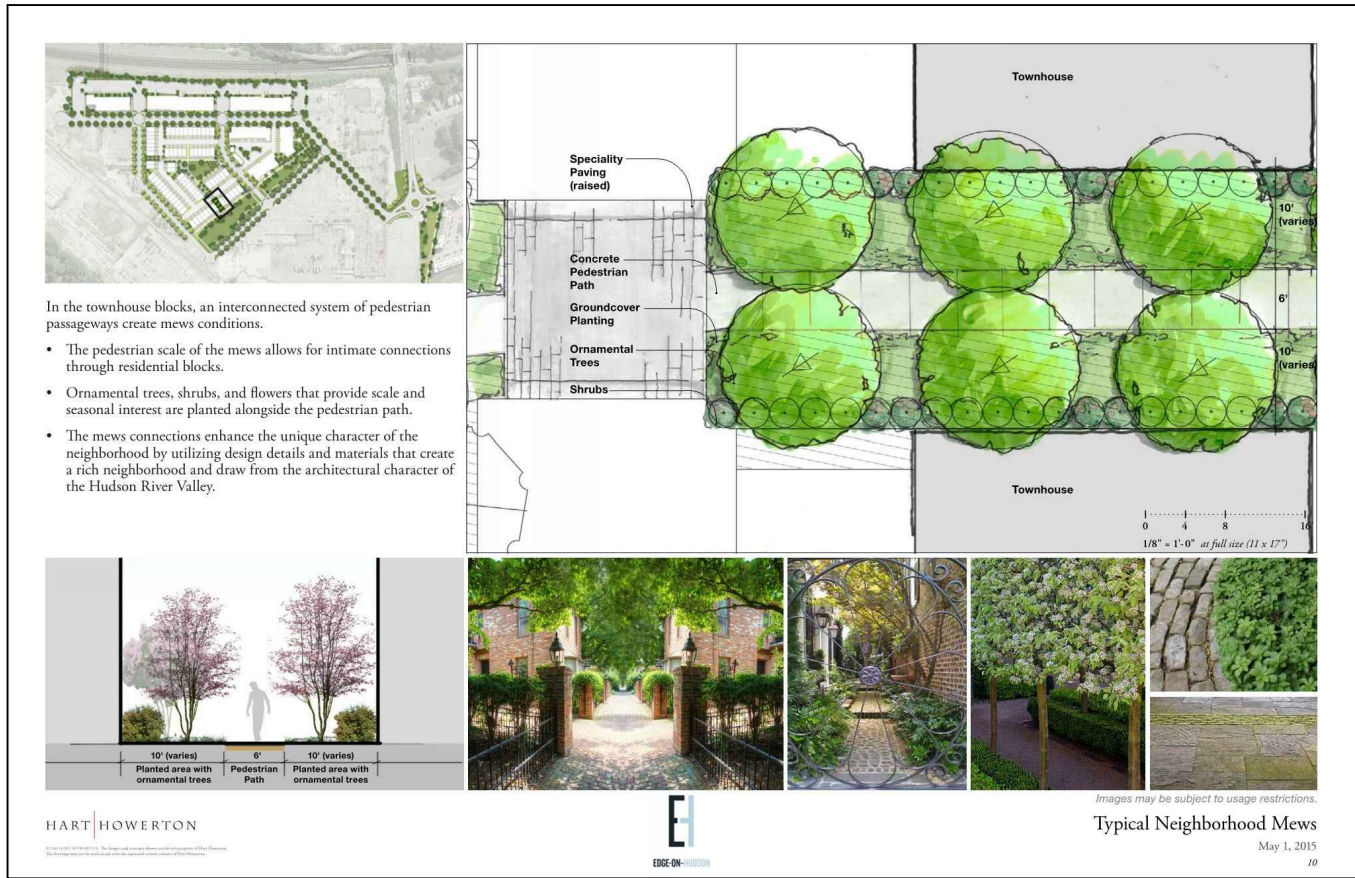 In the townhouse blocks, an interconnected system of pedestrian
passageways create mews conditions.
• The pedestrian scale of the mews allows for intimate connections
through residential blocks.
• Ornamental trees, shrubs, and flowers that provide scale and
seasonal interest are planted alongside the pedestrian path.
• The mews connections enhance the unique character of the
neighborhood by utilizing design details and materials that create
a rich neighborhood and draw from the architectural character of
the Hudson River Valley.
Townhouse
Speciality
Paving
(raised)
Concrete
Pedestrian
Path
Groundcover
Planting
Ornamental
Trees
Shrubs
10'
(varies)
6'
10'
(varies)
Townhouse
0 4 8 16
1/8" = 1'- 0" at full size (11 x 17")
10' (varies) 6' 10' (varies)
Planted area with Pedestrian Planted area with
ornamental trees Path ornamental trees
Images may be subject to usage restrictions.
HART HOWERTON
EH
EDGE-ON-HUDSON
Typical Neighborhood Mews
May 1, 2015
10